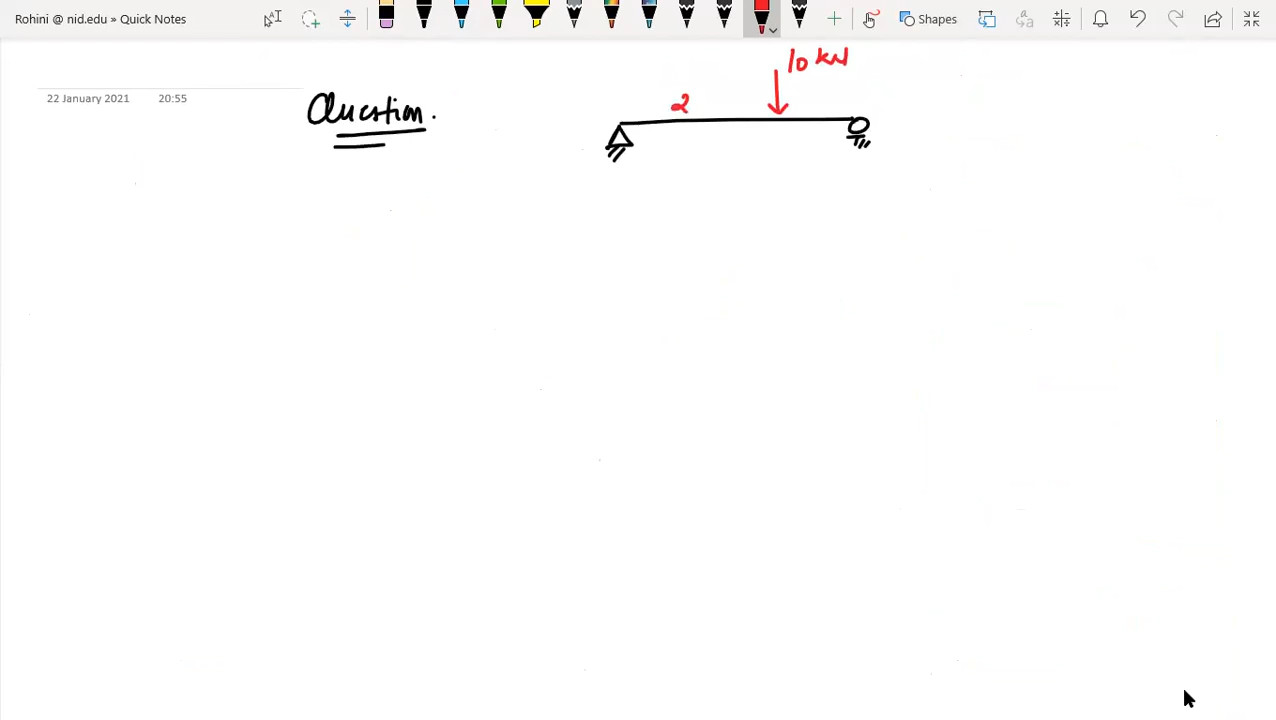 Rohini @ nid.edu » Quick Notes
Shapes
10 kN
22 January 2021 20:55
Question.
2